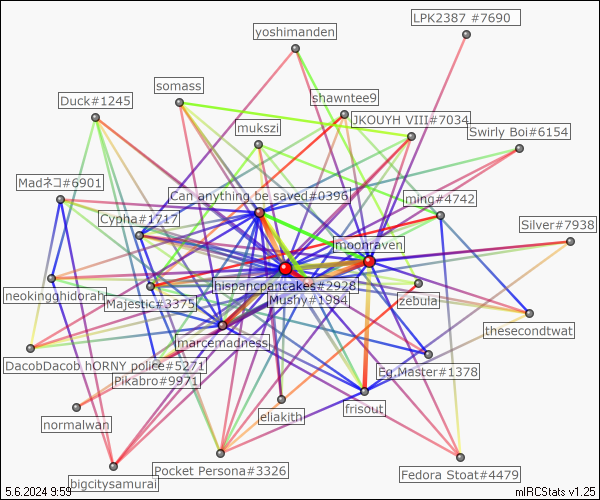 LPK2387 #7690
yoshimanden
somass
shawntee9
Duck#1245
JKOUYH VIII#7034
mukszi
Swirly Boi#6154
Madネコ#6901
Can anything be saved#0396
ming#4742
Cypha#1717
Silver#7938
moonraven
hispancpancakes#2928
neokingghidorah
Majestic#3375
Mushy#1984
zebula
thesecondtwat
marcemadness
DacobDacob hORNY police#5271
Eg.Master#1378
Pikabro#9971
normalwan
eliakith
frisout
Pocket Persona#3326
Fedora Stoat#4479
bigcitysamurai
5.6.2024 9:59
mIRCStats v1.25